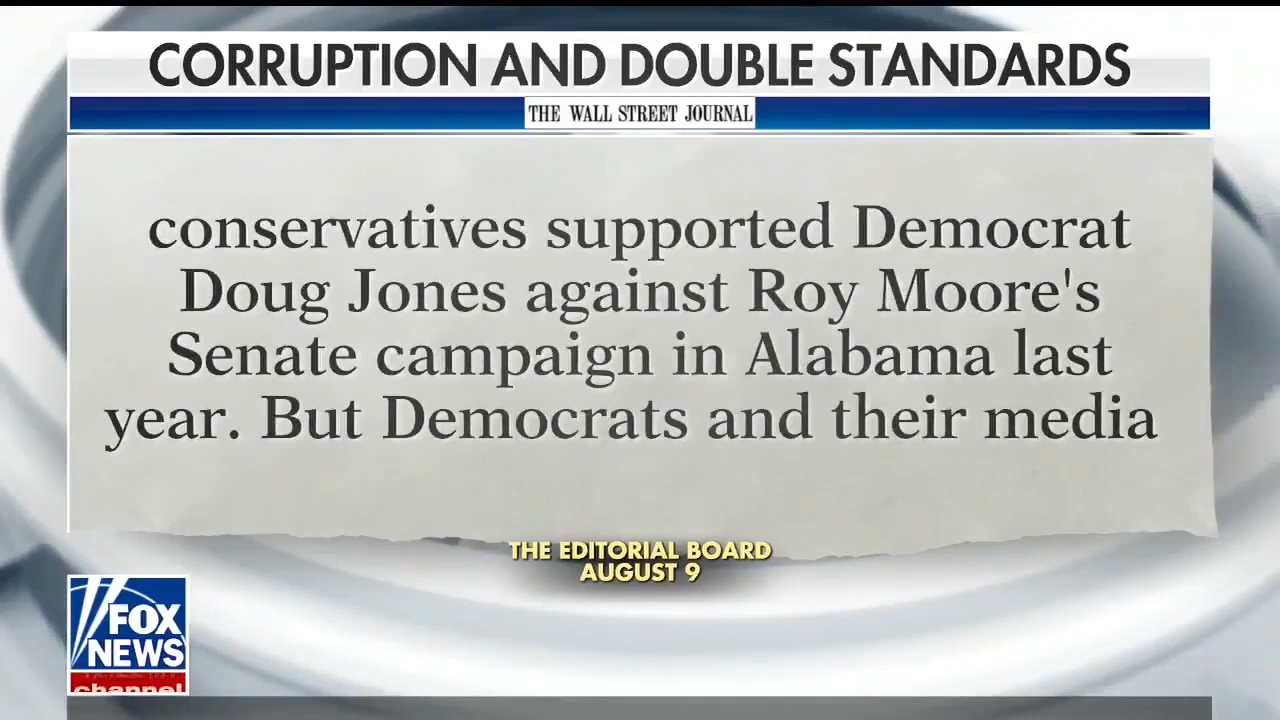 CORRUPTION AND DOUBLE STANDARDS
THE WALL STREET JOURNAL
conservatives supported Democrat
Doug Jones against Roy Moore's
Senate campaign in Alabama last
year. But Democrats and their media
THE EDITORIAL BOARD
AUGUST 9
FOX
NEWS
channel